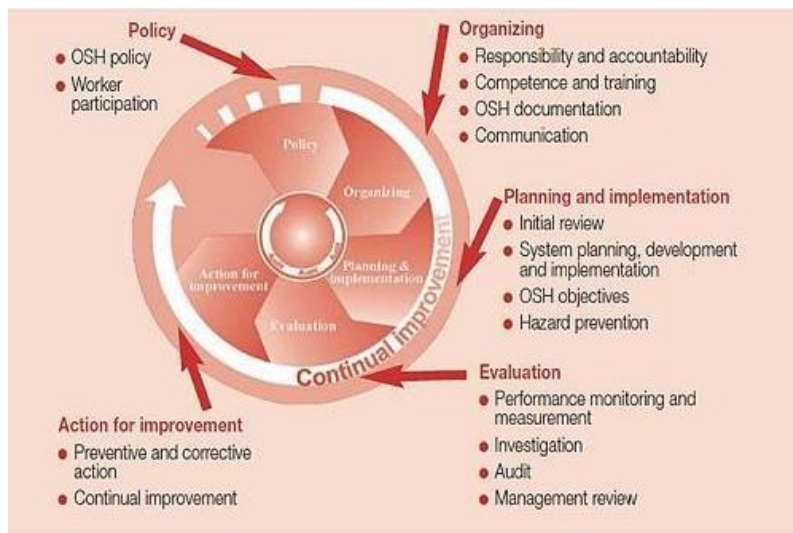 Policy
OSH policy
Worker
participation
Organizing
Responsibility and accountability
Competence and training
OSH documentation
Communication
Planning and implementation
Initial review
System planning, development
and implementation
OSH objectives
Hazard prevention
Evaluation
Performance monitoring and
measurement
Investigation
Audit
Management review
Action for improvement
Preventive and corrective
action
Continual improvement
Policy
Organizing
Planning &
implementation
Evaluation
Action for
improvement
Continual improvement
Audit
Audit
Audit